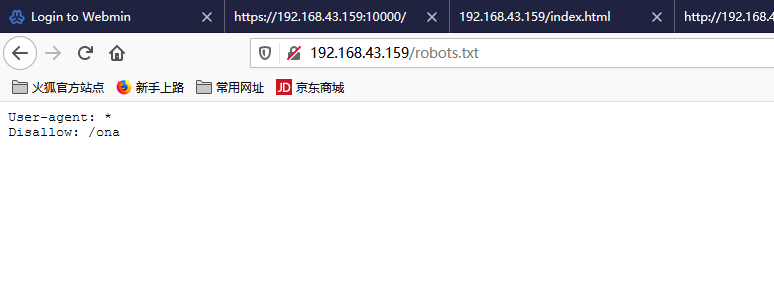 Login to Webmin
https://192.168.43.159:10000/
192.168.43.159/index.html
http://192.168.4
192.168.43.159/robots.txt
火狐官方站点
新手上路
常用网址
JD 京东商城
User-agent: *
Disallow: /ona